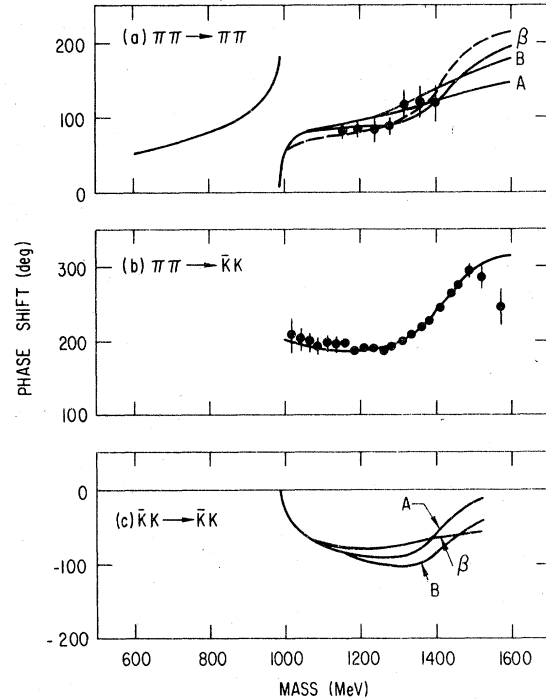 (a) ππ → ππ
200
100
0
β
B
A
PHASE SHIFT (deg)
(b) ππ → K̄K
300
200
100
0
(c) K̄K → K̄K
-100
-200
A
β
B
600 800 1000 1200 1400 1600
MASS (MeV)